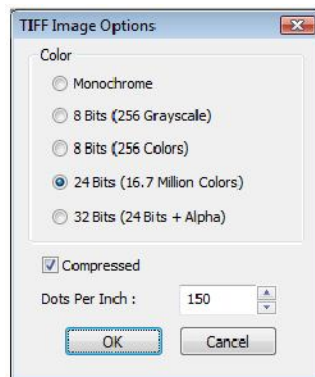 TIFF Image Options
Color
Monochrome
8 Bits (256 Grayscale)
8 Bits (256 Colors)
24 Bits (16.7 Million Colors)
32 Bits (24 Bits + Alpha)
Compressed
Dots Per Inch : 150
OK Cancel